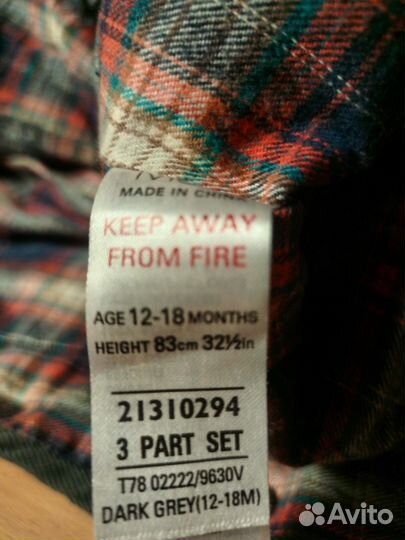 MADE IN CHINA
KEEP AWAY
FROM FIRE
AGE 12-18 MONTHS
HEIGHT 83cm 32½in
21310294
3 PART SET
T78 02222/9630V
DARK GREY(12-18M)
Avito